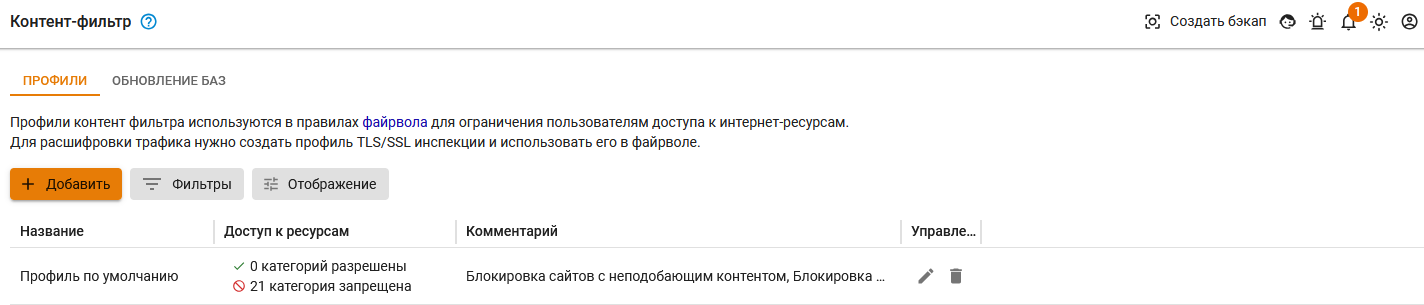 Контент-фильтр
Создать бэкап
1
ПРОФИЛИ
ОБНОВЛЕНИЕ БАЗ
Профили контент фильтра используются в правилах файрвола для ограничения пользователям доступа к интернет-ресурсам.
Для расшифровки трафика нужно создать профиль TLS/SSL инспекции и использовать его в файрволе.
Добавить
Фильтры
Отображение
Название
Доступ к ресурсам
Комментарий
Управле...
Профиль по умолчанию
0 категорий разрешены
21 категория запрещена
Блокировка сайтов с неподобающим контентом, Блокировка ...